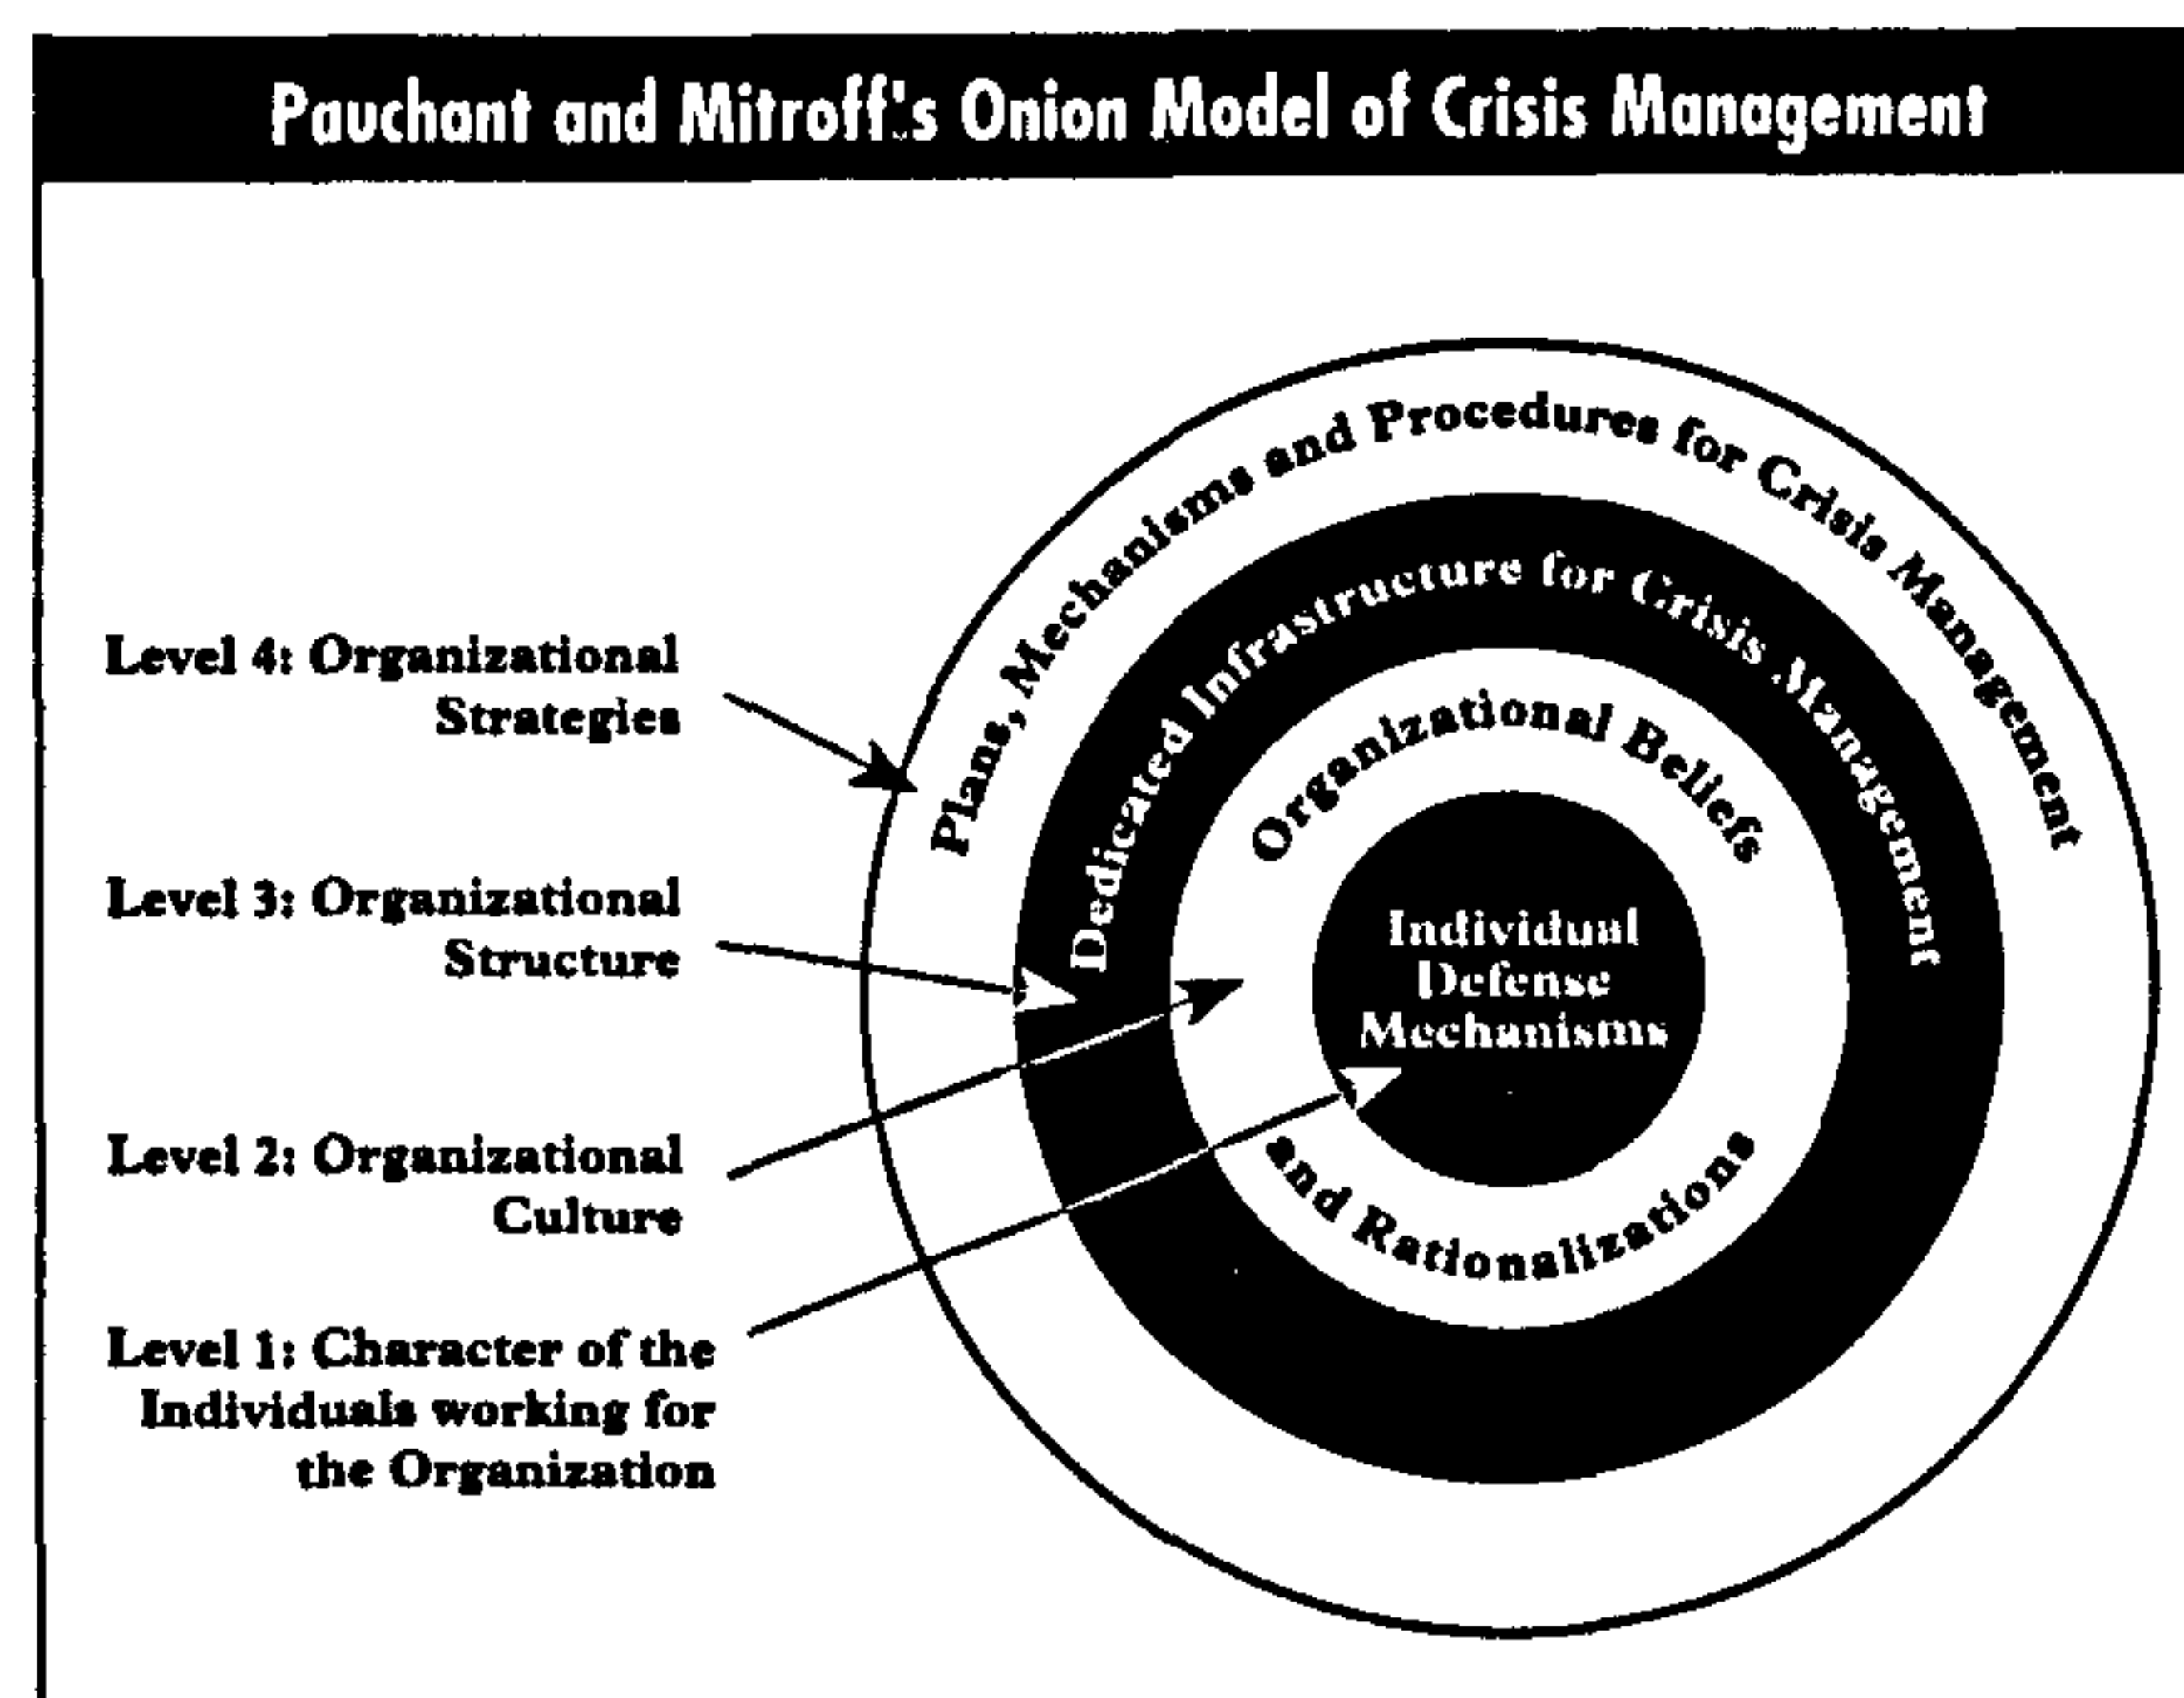 Pauchant and Mitroff's Onion Model of Crisis Management
Plans, Mechanisms and Procedures for Crisis Management
Dedicated Infrastructure for Crisis Management
Organizational Beliefs
and Rationalizations
Individual
Defense
Mechanisms
Level 4: Organizational
Strategies
Level 3: Organizational
Structure
Level 2: Organizational
Culture
Level 1: Character of the
Individuals working for
the Organization